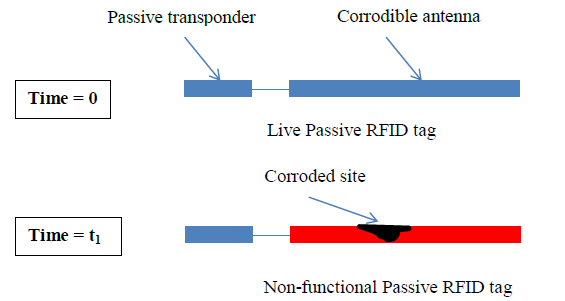 Passive transponder
Corrodible antenna
Time = 0
Live Passive RFID tag
Corroded site
Time = t₁
Non-functional Passive RFID tag